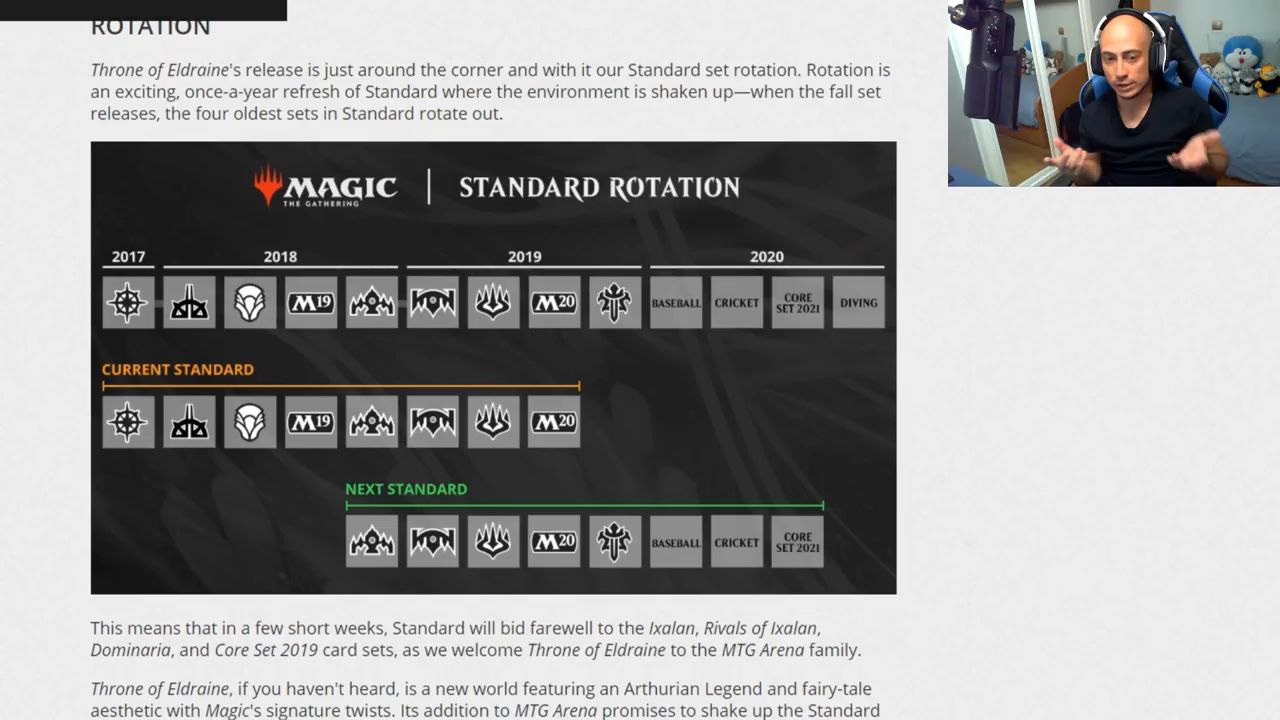 ROTATION
Throne of Eldraine's release is just around the corner and with it our Standard set rotation. Rotation is
an exciting, once-a-year refresh of Standard where the environment is shaken up—when the fall set
releases, the four oldest sets in Standard rotate out.
MAGIC
THE GATHERING
STANDARD ROTATION
2017 2018 2019 2020
M19 M20 BASEBALL CRICKET CORE SET 2021 DIVING
CURRENT STANDARD
M19 M20
NEXT STANDARD
M20 BASEBALL CRICKET CORE SET 2021
This means that in a few short weeks, Standard will bid farewell to the Ixalan, Rivals of Ixalan,
Dominaria, and Core Set 2019 card sets, as we welcome Throne of Eldraine to the MTG Arena family.
Throne of Eldraine, if you haven't heard, is a new world featuring an Arthurian Legend and fairy-tale
aesthetic with Magic's signature twists. Its addition to MTG Arena promises to shake up the Standard